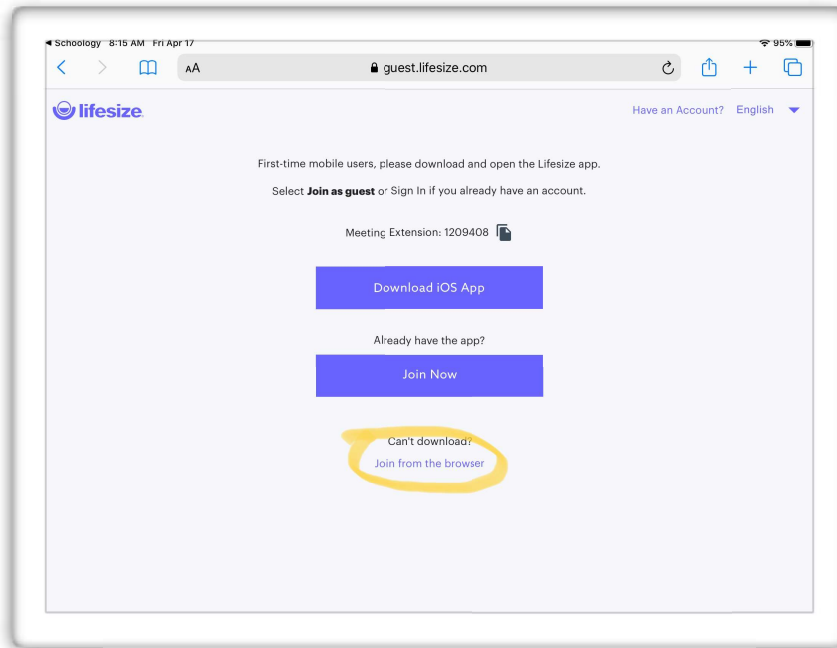 Schoology 8:15 AM Fri Apr 17 95%
AA guest.lifesize.com
lifesize. Have an Account? English
First-time mobile users, please download and open the Lifesize app.
Select Join as guest or Sign In if you already have an account.
Meeting Extension: 1209408
Download iOS App
Already have the app?
Join Now
Can't download?
Join from the browser